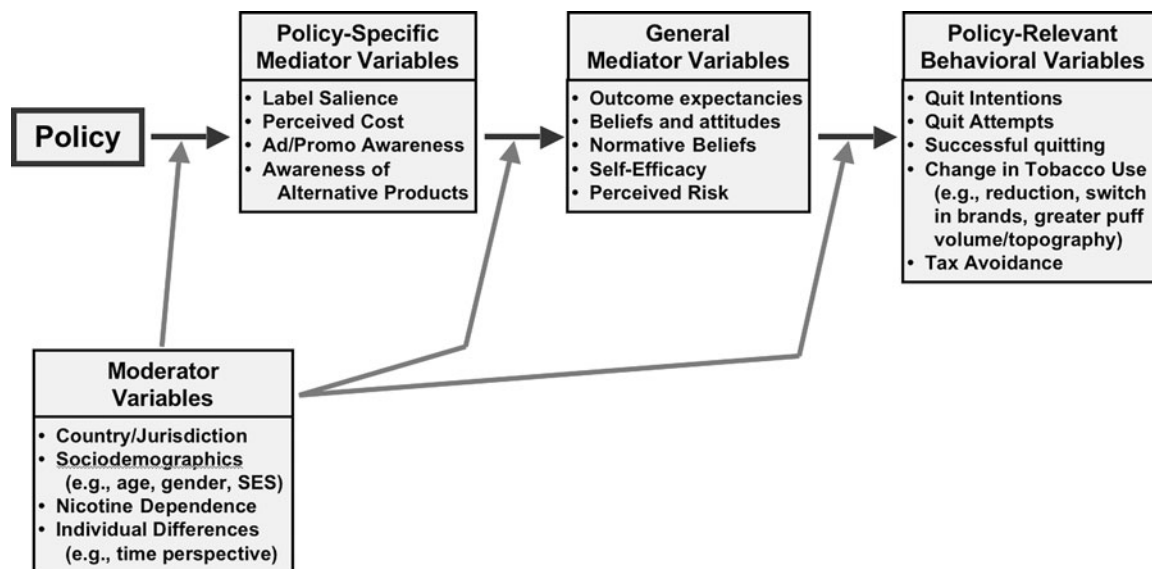 Policy
Policy-Specific
Mediator Variables
• Label Salience
• Perceived Cost
• Ad/Promo Awareness
• Awareness of
Alternative Products
General
Mediator Variables
• Outcome expectancies
• Beliefs and attitudes
• Normative Beliefs
• Self-Efficacy
• Perceived Risk
Policy-Relevant
Behavioral Variables
• Quit Intentions
• Quit Attempts
• Successful quitting
• Change in Tobacco Use
(e.g., reduction, switch
in brands, greater puff
volume/topography)
• Tax Avoidance
Moderator
Variables
• Country/Jurisdiction
• Sociodemographics
(e.g., age, gender, SES)
• Nicotine Dependence
• Individual Differences
(e.g., time perspective)